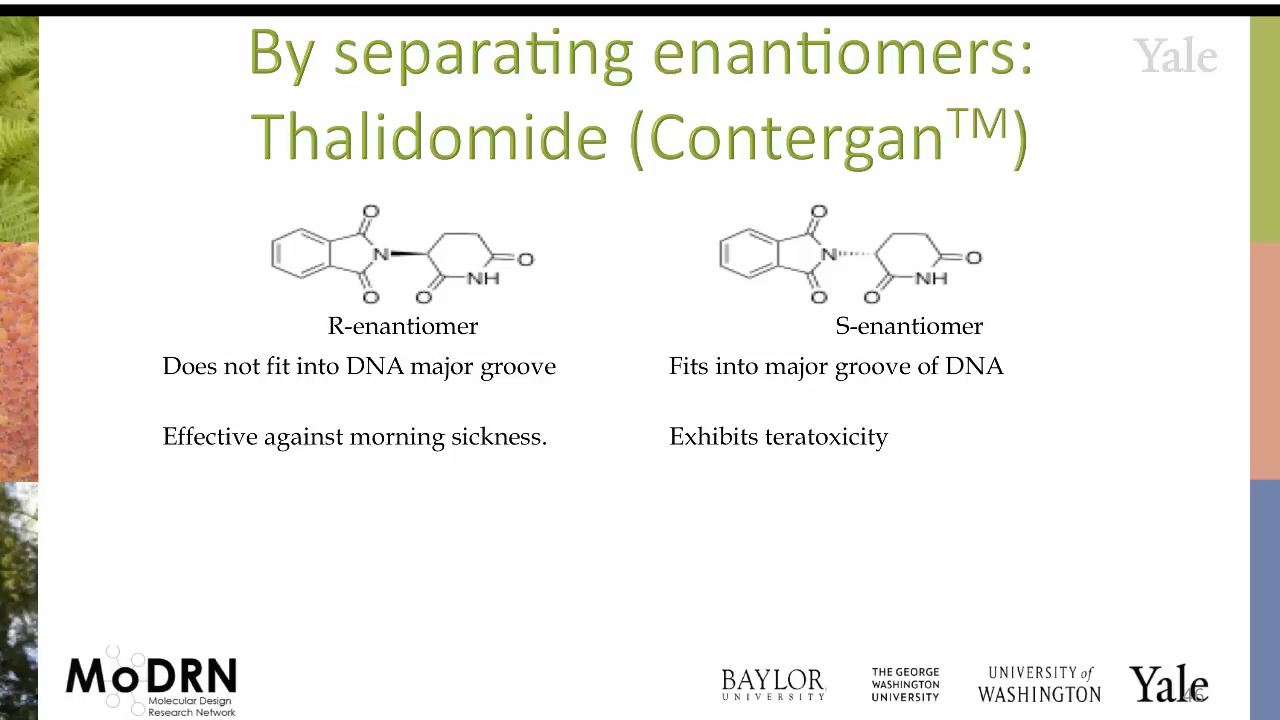 By separating enantiomers:
Yale
Thalidomide (Contergan™)
O
N
O
O
NH
O
O
N
O
O
NH
O
R-enantiomer
S-enantiomer
Does not fit into DNA major groove
Fits into major groove of DNA
Effective against morning sickness.
Exhibits teratoxicity
MoDRN
Molecular Design
Research Network
BAYLOR
UNIVERSITY
THE GEORGE
WASHINGTON
UNIVERSITY
UNIVERSITY of
WASHINGTON
Yale
46